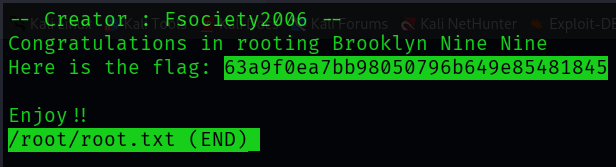 -- Creator : Fsociety2006 --
Congratulations in rooting Brooklyn Nine Nine
Here is the flag: 63a9f0ea7bb98050796b649e85481845
Enjoy!!
/root/root.txt (END)